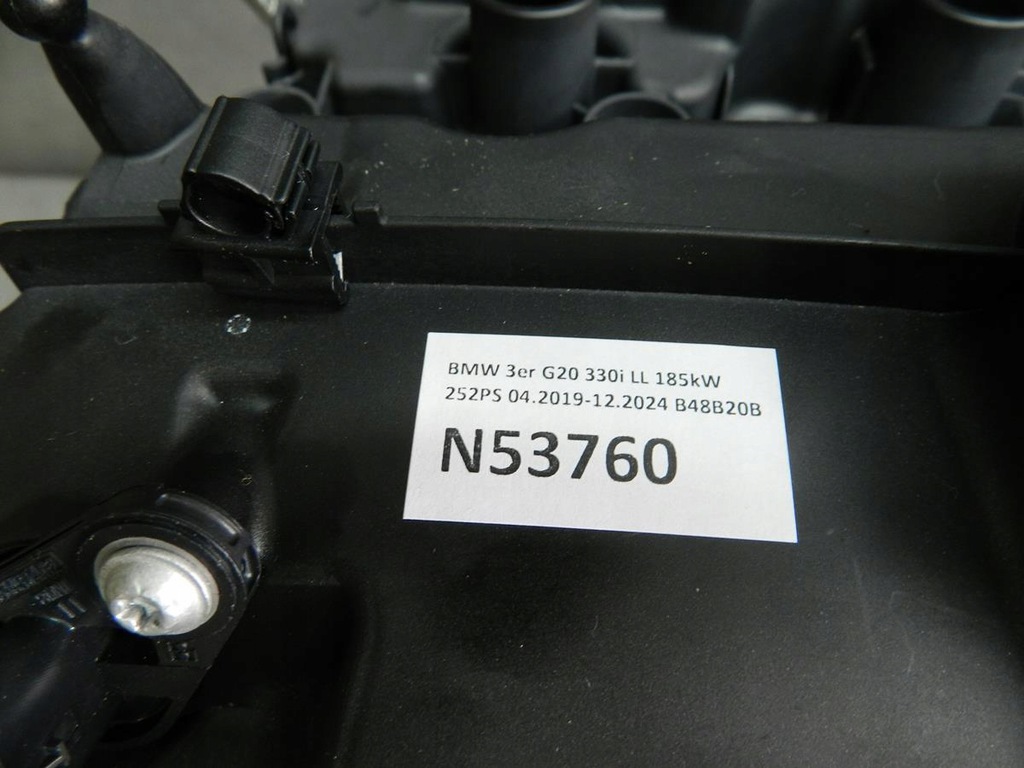 BMW 3er G20 330i LL 185kW
252PS 04.2019-12.2024 B48B20B
N53760